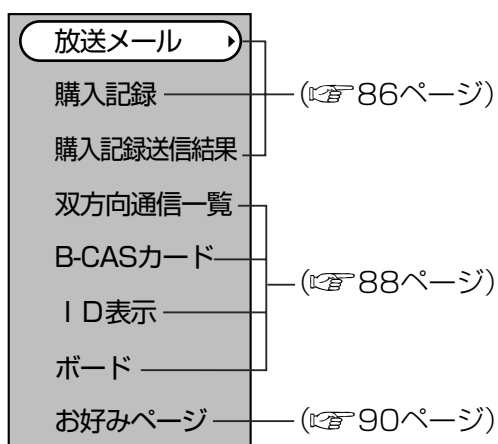 放送メール
購入記録 (☞86ページ)
購入記録送信結果
双方向通信一覧
B-CASカード
(☞88ページ)
ID表示
ボード
お好みページ (☞90ページ)